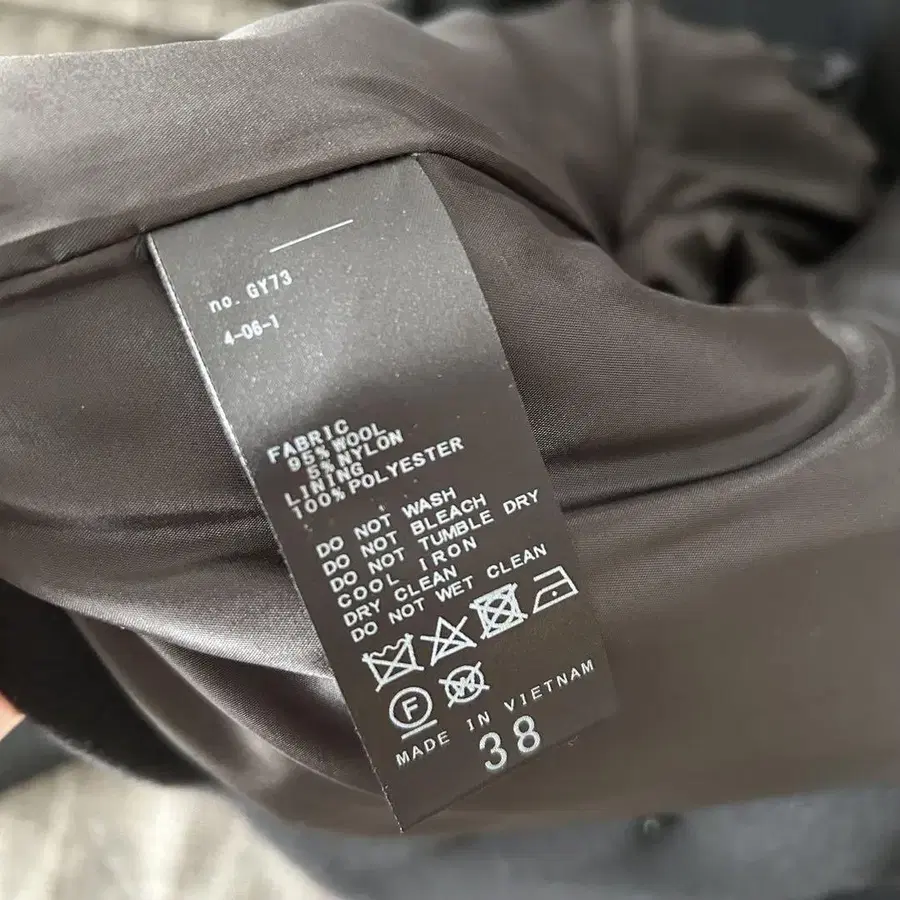 no. GY73
4-06-1
FABRIC
95% WOOL
5% NYLON
LINING
100% POLYESTER
DO NOT WASH
DO NOT BLEACH
DO NOT TUMBLE DRY
COOL IRON
DRY CLEAN
DO NOT WET CLEAN
F W
MADE IN VIETNAM
38